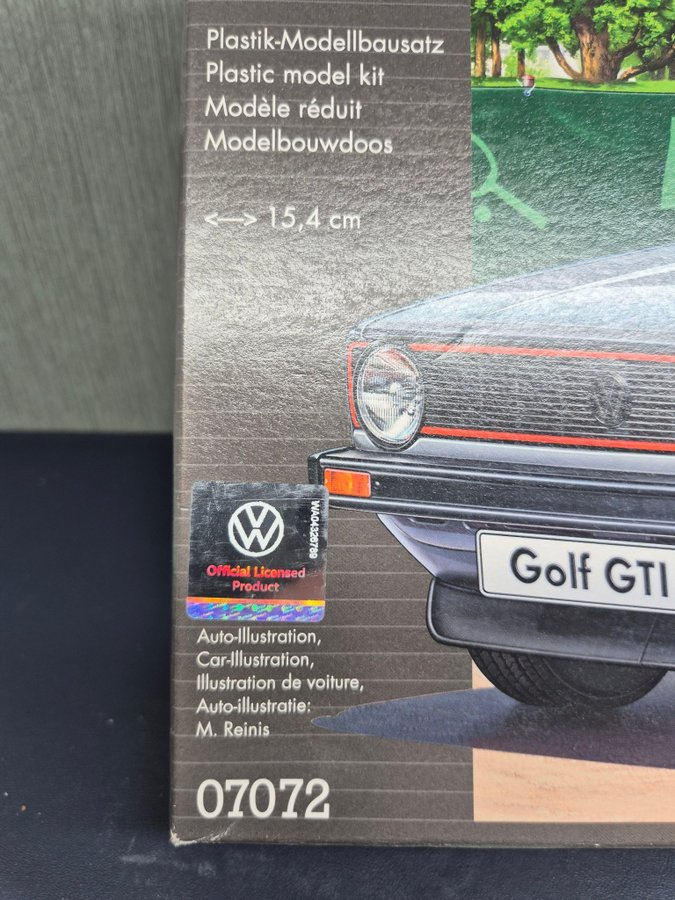 Plastik-Modellbausatz
Plastic model kit
Modèle réduit
Modelbouwdoos
<—> 15,4 cm
Golf GTI
WA04326789
Official Licensed
Product
Auto-Illustration,
Car-Illustration,
Illustration de voiture,
Auto-illustratie:
M. Reinis
07072